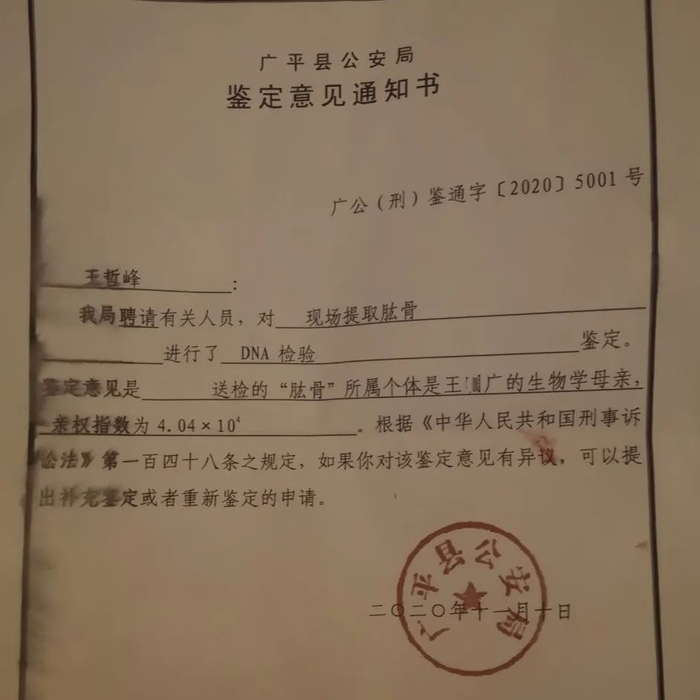 广平县公安局
鉴定意见通知书
广公（刑）鉴通字〔2020〕5001号
王哲峰：
我局聘请有关人员，对 现场提取肱骨
进行了 DNA 检验 鉴定。
鉴定意见是 送检的“肱骨”所属个体是王 广的生物学母亲，
亲权指数为 4.04×10⁴ 。根据《中华人民共和国刑事诉
讼法》第一百四十八条之规定，如果你对该鉴定意见有异议，可以提
出补充鉴定或者重新鉴定的申请。
广平县公安局
二〇二〇年十一月十日